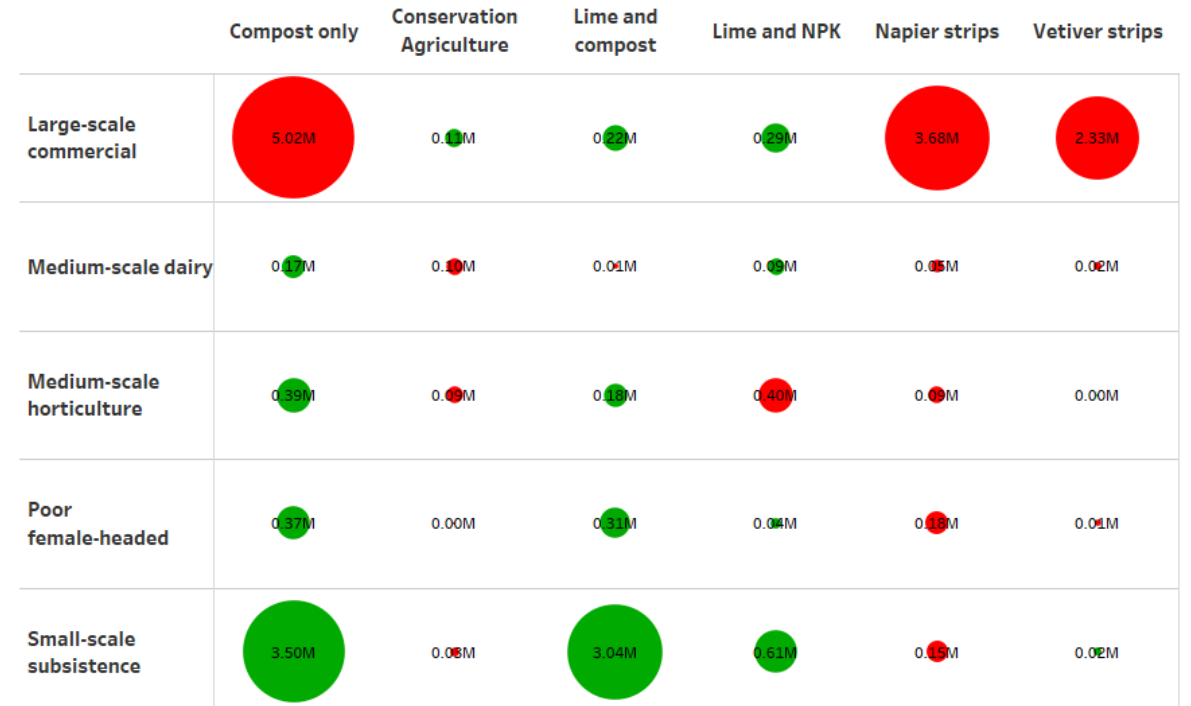 Compost only
Conservation
Agriculture
Lime and
compost
Lime and NPK
Napier strips
Vetiver strips
Large-scale
commercial
5.02M
0.11M
0.22M
0.29M
3.68M
2.33M
Medium-scale dairy
0.17M
0.10M
0.01M
0.09M
0.05M
0.02M
Medium-scale
horticulture
0.39M
0.09M
0.18M
0.40M
0.09M
0.00M
Poor
female-headed
0.37M
0.00M
0.31M
0.04M
0.18M
0.01M
Small-scale
subsistence
3.50M
0.03M
3.04M
0.61M
0.15M
0.02M